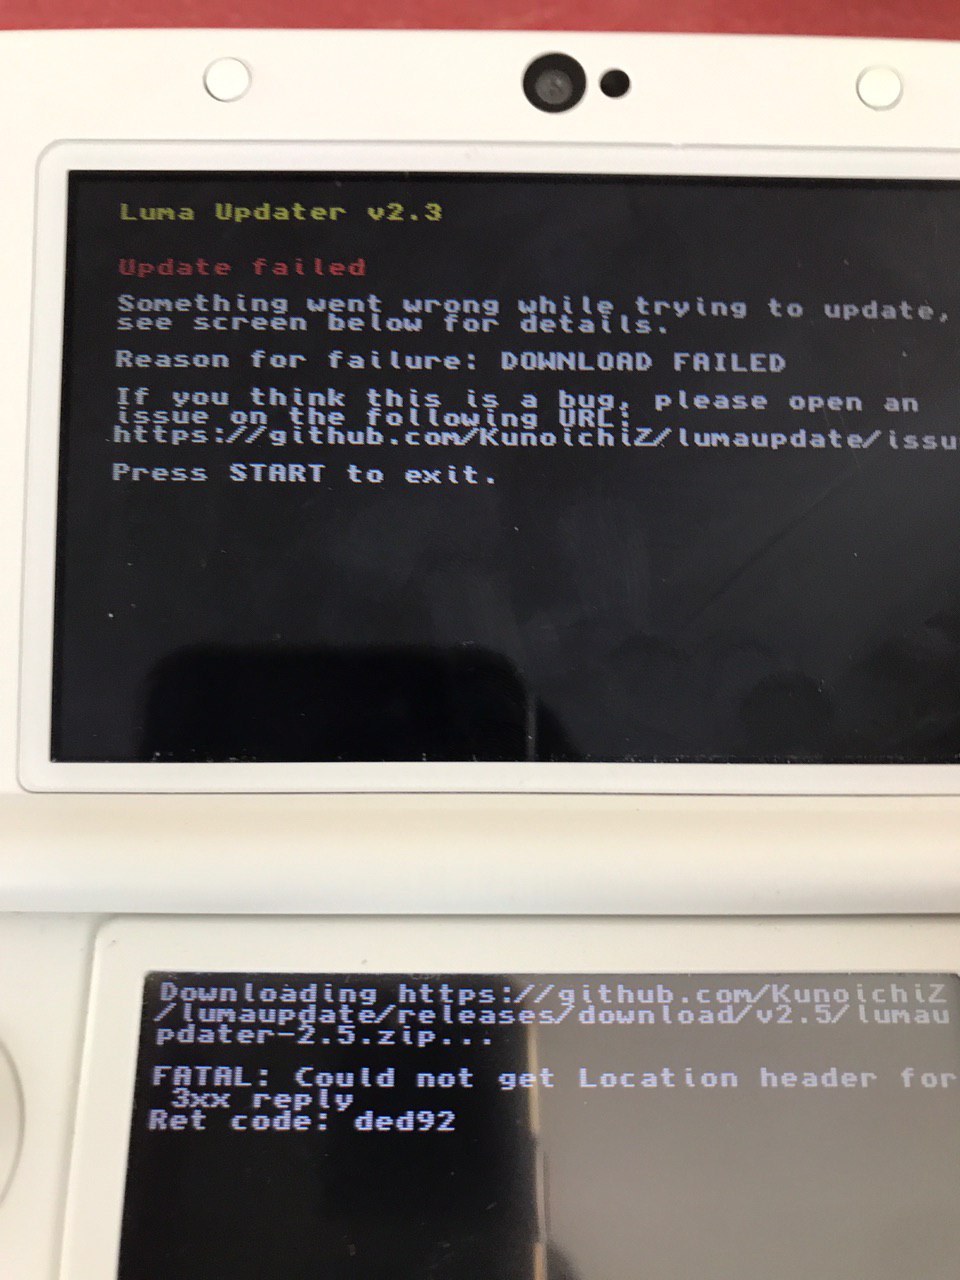 Luma Updater v2.3
Update failed
Something went wrong while trying to update,
see screen below for details.
Reason for failure: DOWNLOAD FAILED
If you think this is a bug, please open an
issue on the following URL:
https://github.com/KunoichiZ/lumaupdate/issu
Press START to exit.
Downloading https://github.com/KunoichiZ
/lumaupdate/releases/download/v2.5/lumau
pdater-2.5.zip...
FATAL: Could not get Location header for
3xx reply
Ret code: ded92